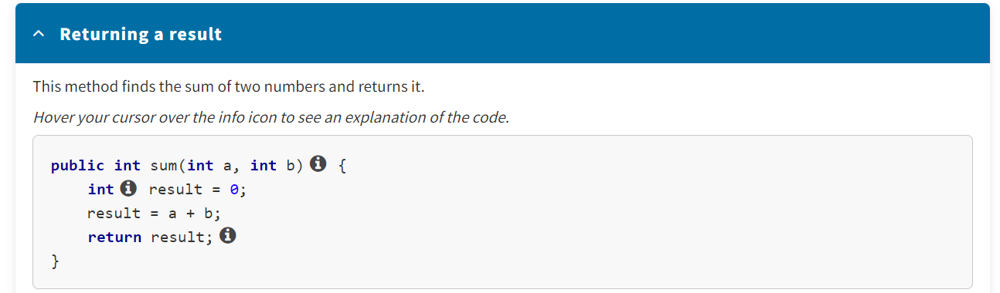 Returning a result
This method finds the sum of two numbers and returns it.
Hover your cursor over the info icon to see an explanation of the code.
public int sum(int a, int b) i {
    int i result = 0;
    result = a + b;
    return result; i
}